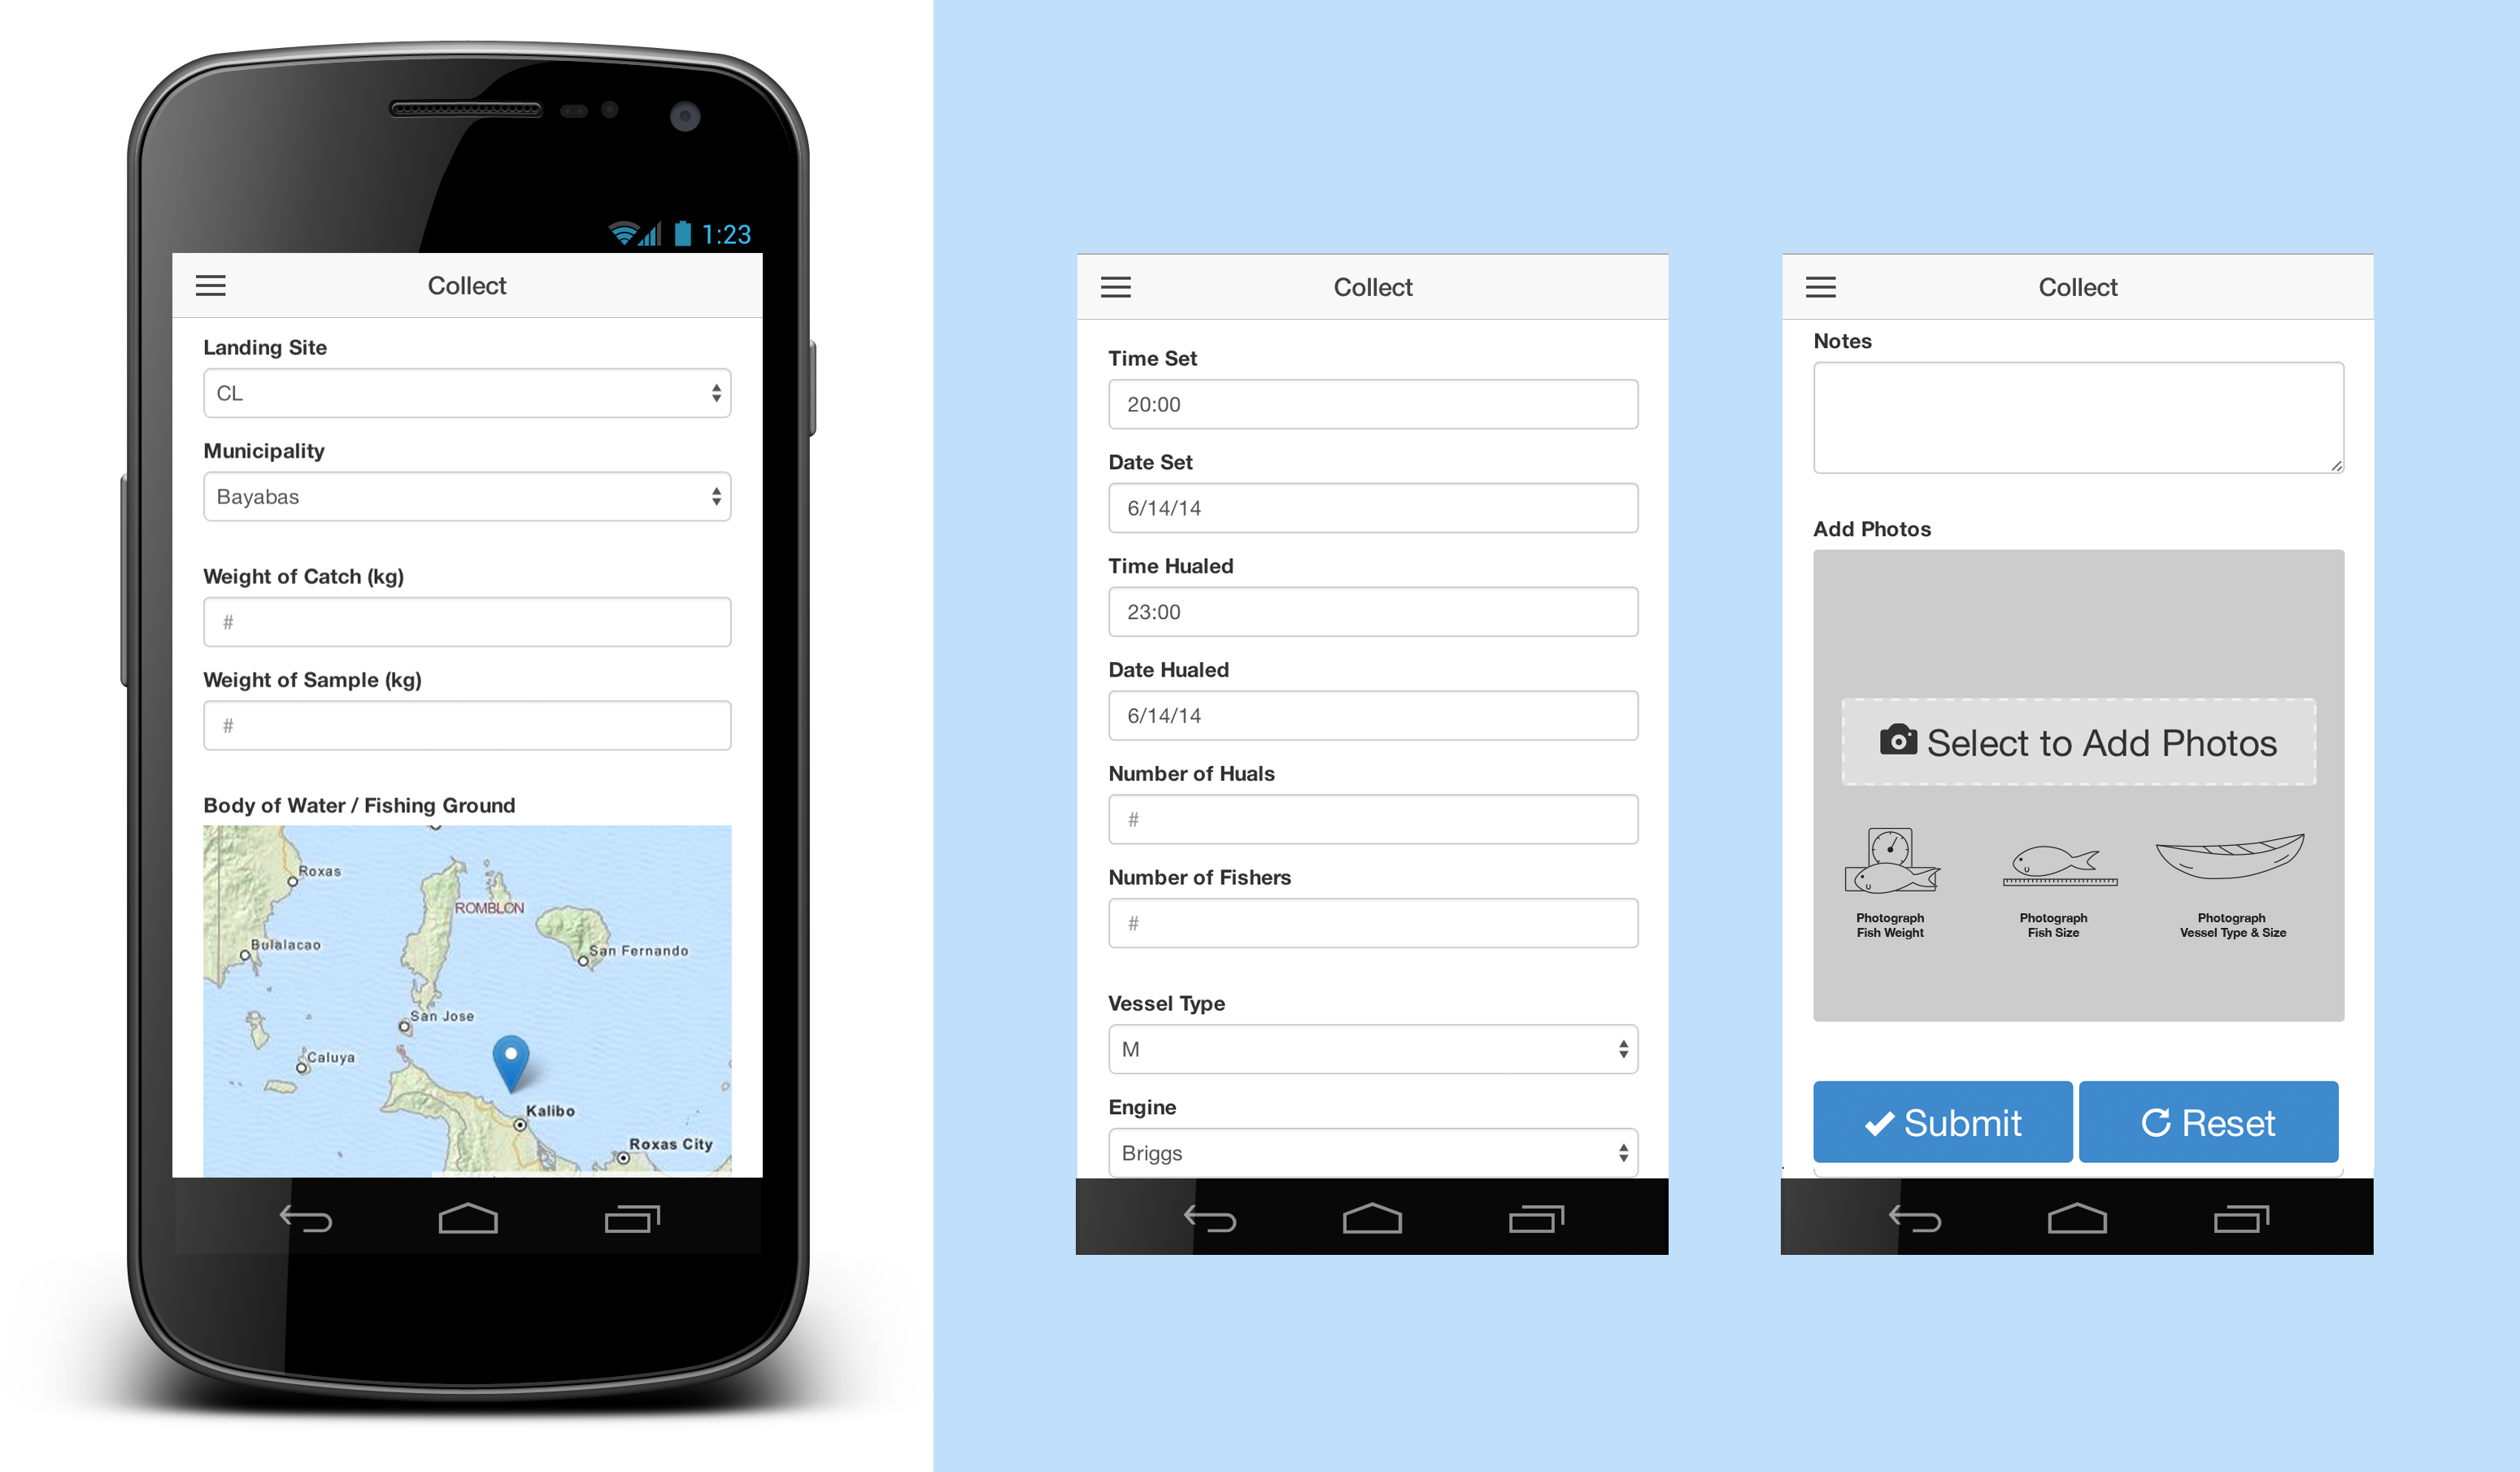 1:23
Collect
Landing Site
CL
Municipality
Bayabas
Weight of Catch (kg)
#
Weight of Sample (kg)
#
Body of Water / Fishing Ground
Roxas
ROMBLON
Bulalacao
San Fernando
San Jose
Caluya
Kalibo
Roxas City
Collect
Time Set
20:00
Date Set
6/14/14
Time Hualed
23:00
Date Hualed
6/14/14
Number of Huals
#
Number of Fishers
#
Vessel Type
M
Engine
Briggs
Collect
Notes
Add Photos
Select to Add Photos
Photograph
Fish Weight
Photograph
Fish Size
Photograph
Vessel Type & Size
Submit
Reset